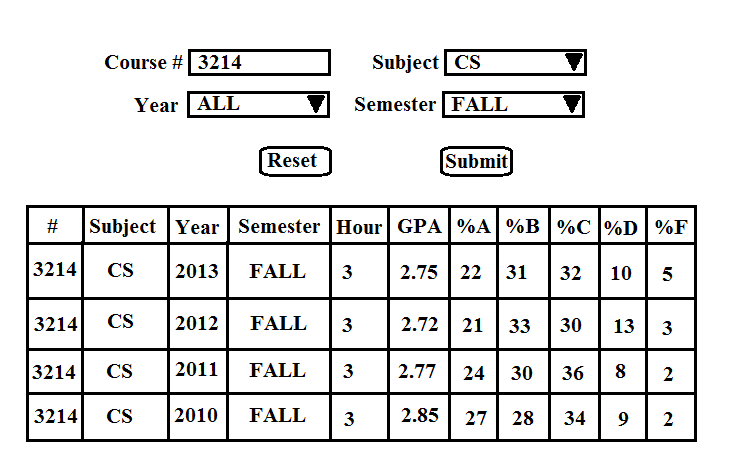 Course # 3214 Subject CS
Year ALL Semester FALL
Reset Submit
# Subject Year Semester Hour GPA %A %B %C %D %F
3214 CS 2013 FALL 3 2.75 22 31 32 10 5
3214 CS 2012 FALL 3 2.72 21 33 30 13 3
3214 CS 2011 FALL 3 2.77 24 30 36 8 2
3214 CS 2010 FALL 3 2.85 27 28 34 9 2